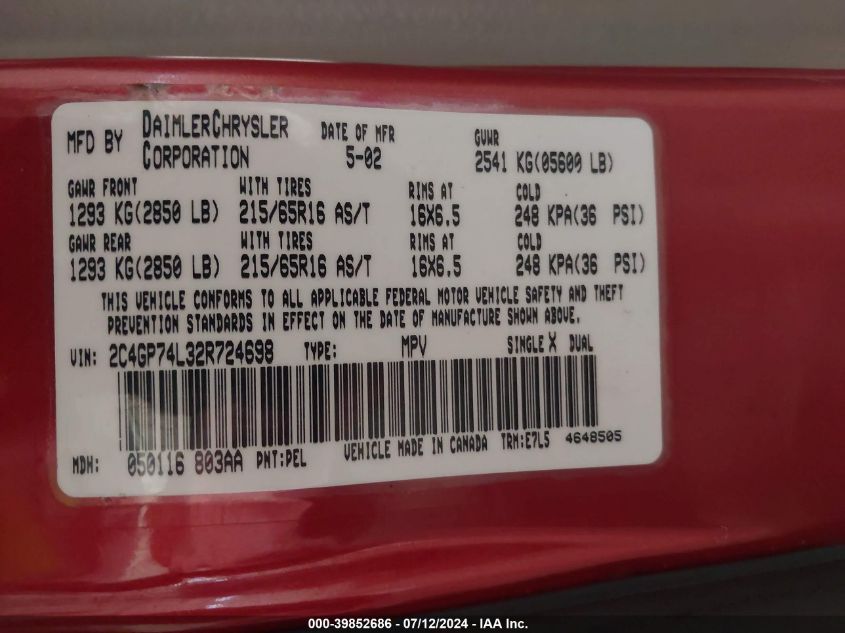 MFD BY DAIMLERCHRYSLER CORPORATION DATE OF MFR 5-02 GVWR 2541 KG(05600 LB)
GAWR FRONT WITH TIRES RIMS AT COLD
1293 KG(2850 LB) 215/65R16 AS/T 16X6.5 248 KPA(36 PSI)
GAWR REAR WITH TIRES RIMS AT COLD
1293 KG(2850 LB) 215/65R16 AS/T 16X6.5 248 KPA(36 PSI)
THIS VEHICLE CONFORMS TO ALL APPLICABLE FEDERAL MOTOR VEHICLE SAFETY AND THEFT
PREVENTION STANDARDS IN EFFECT ON THE DATE OF MANUFACTURE SHOWN ABOVE.
VIN: 2C4GP74L32R724698 TYPE: MPV SINGLE X DUAL
MDH: 050116 803AA PNT:PEL VEHICLE MADE IN CANADA TRM:E7L5 4648505
000-39852686 - 07/12/2024 - IAA Inc.